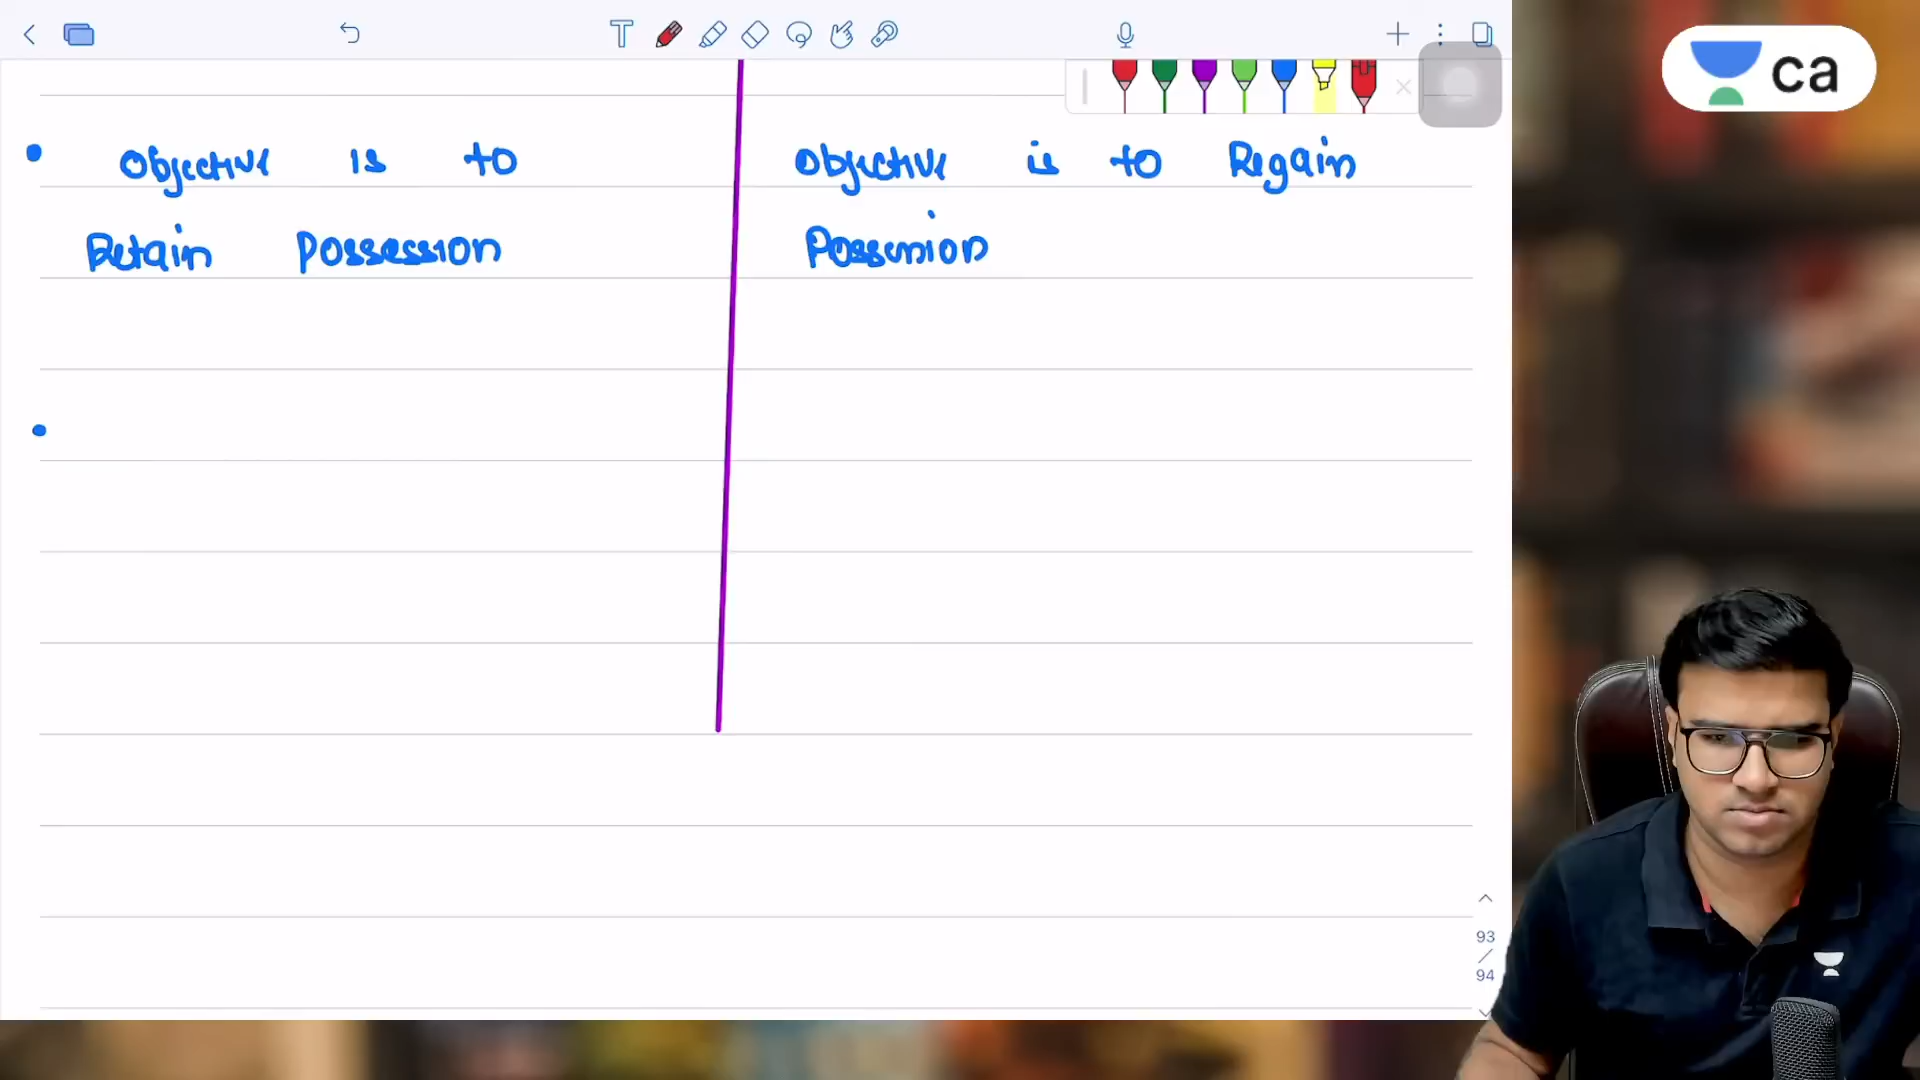 ca
Objective is to
Retain Possession
Objective is to Regain
Possession
93
94